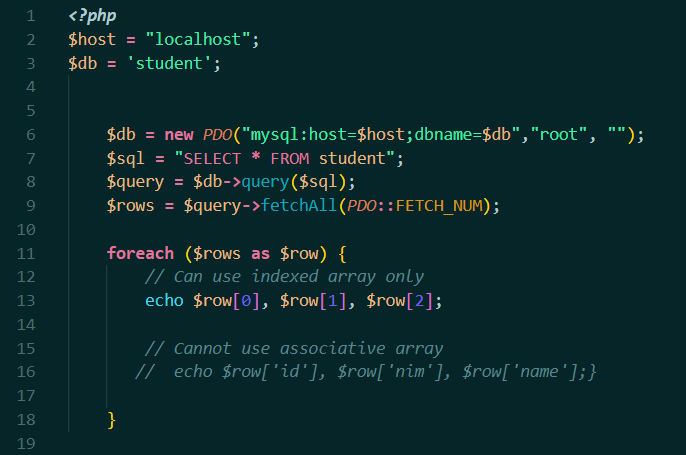 1 <?php
2 $host = "localhost";
3 $db = 'student';
4
5
6 $db = new PDO("mysql:host=$host;dbname=$db","root", "");
7 $sql = "SELECT * FROM student";
8 $query = $db->query($sql);
9 $rows = $query->fetchAll(PDO::FETCH_NUM);
10
11 foreach ($rows as $row) {
12 // Can use indexed array only
13 echo $row[0], $row[1], $row[2];
14
15 // Cannot use associative array
16 // echo $row['id'], $row['nim'], $row['name'];}
17
18 }
19